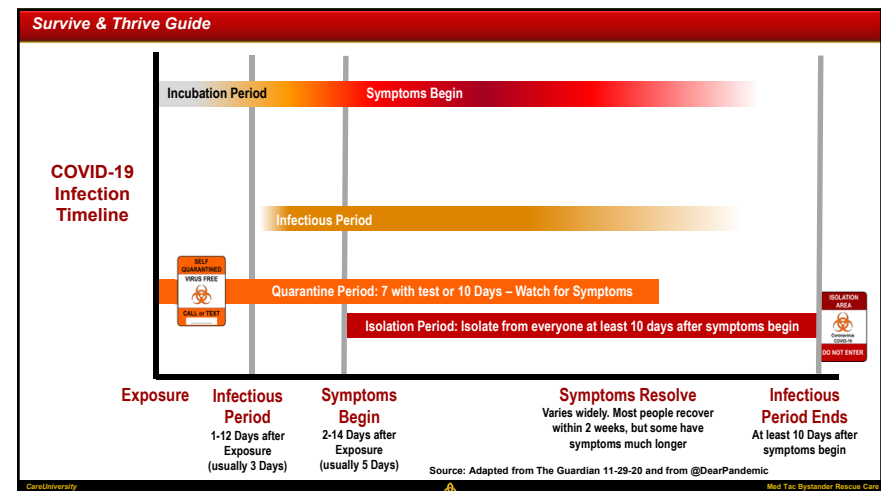 Survive & Thrive Guide
Incubation Period
Symptoms Begin
COVID-19
Infection
Timeline
Infectious Period
SELF
QUARANTINED
VIRUS FREE
CALL or TEXT
Quarantine Period: 7 with test or 10 Days – Watch for Symptoms
Isolation Period: Isolate from everyone at least 10 days after symptoms begin
ISOLATION
AREA
Coronavirus
COVID-19
DO NOT ENTER
Exposure
Infectious
Period
1-12 Days after
Exposure
(usually 3 Days)
Symptoms
Begin
2-14 Days after
Exposure
(usually 5 Days)
Symptoms Resolve
Varies widely. Most people recover
within 2 weeks, but some have
symptoms much longer
Infectious
Period Ends
At least 10 Days after
symptoms begin
Source: Adapted from The Guardian 11-29-20 and from @DearPandemic
CareUniversity
Med Tac Bystander Rescue Care